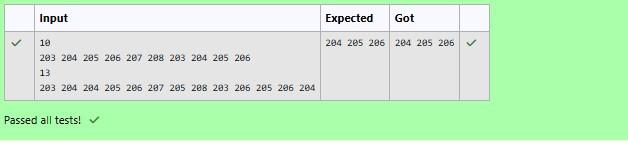 Input Expected Got
10 204 205 206 204 205 206
203 204 205 206 207 208 203 204 205 206
13
203 204 204 205 206 207 205 208 203 206 205 206 204
Passed all tests!